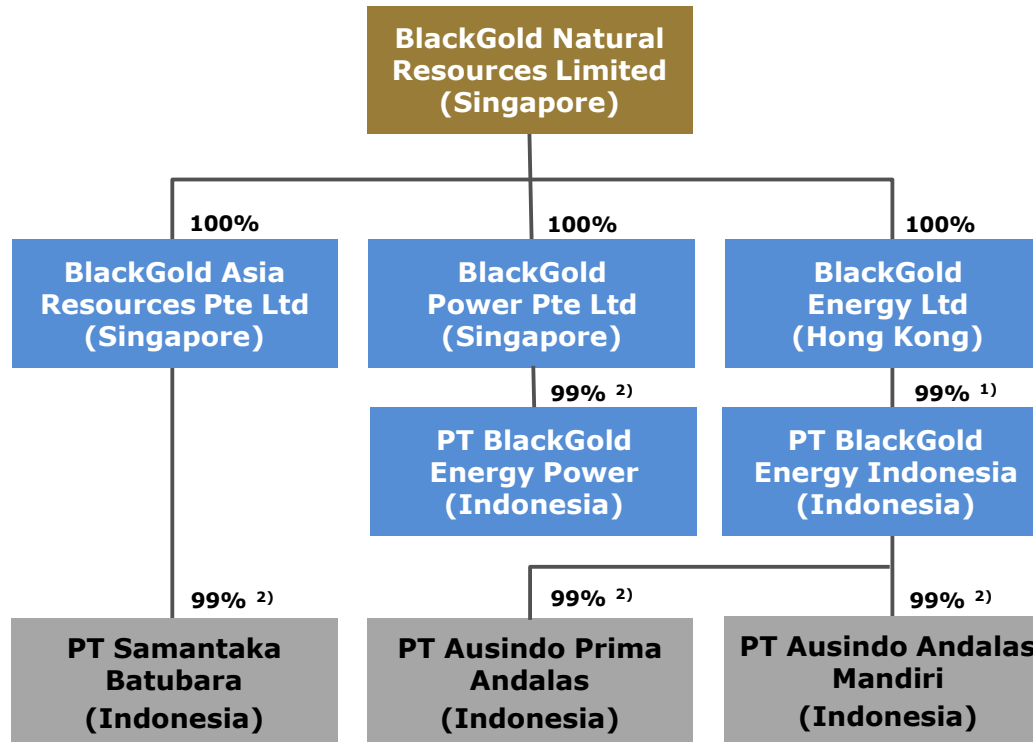 BlackGold Natural
Resources Limited
(Singapore)
100%
100%
100%
BlackGold Asia
Resources Pte Ltd
(Singapore)
BlackGold
Power Pte Ltd
(Singapore)
BlackGold
Energy Ltd
(Hong Kong)
99% 2)
99% 1)
PT BlackGold
Energy Power
(Indonesia)
PT BlackGold
Energy Indonesia
(Indonesia)
99% 2)
99% 2)
99% 2)
PT Samantaka
Batubara
(Indonesia)
PT Ausindo Prima
Andalas
(Indonesia)
PT Ausindo Andalas
Mandiri
(Indonesia)